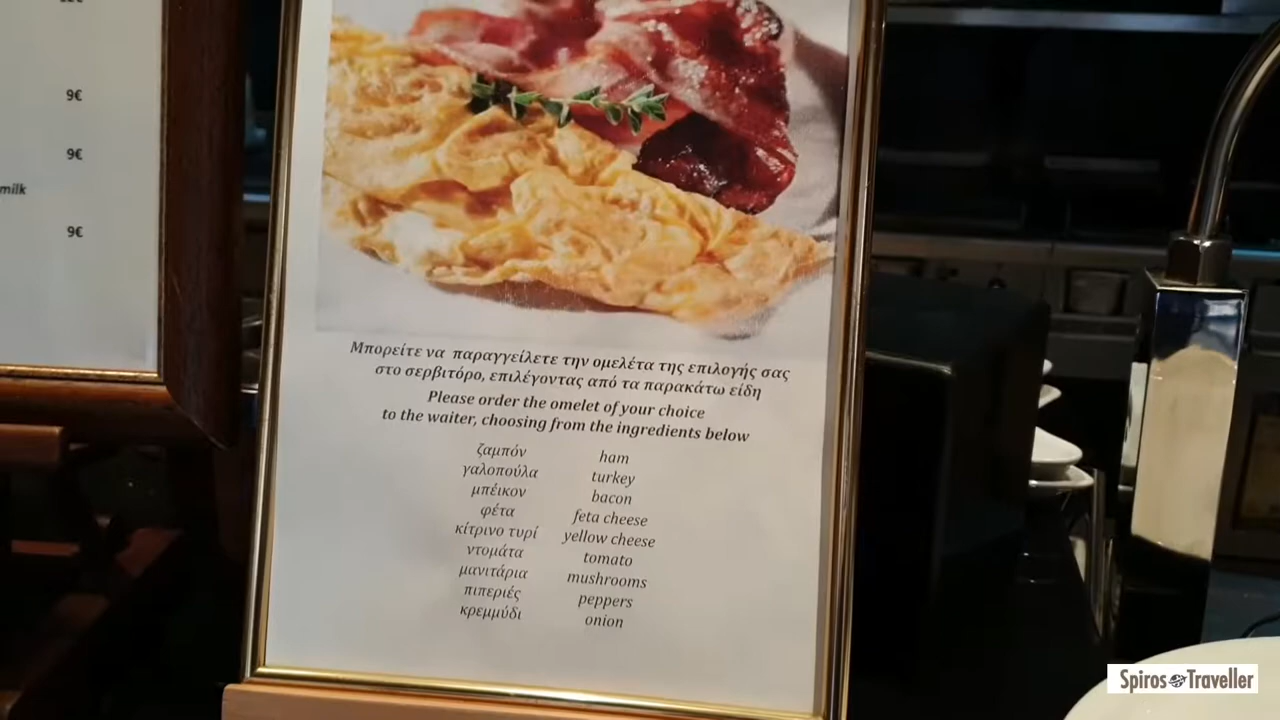 9€
9€
milk
9€
Μπορείτε να παραγγείλετε την ομελέτα της επιλογής σας
στο σερβιτόρο, επιλέγοντας από τα παρακάτω είδη
Please order the omelet of your choice
to the waiter, choosing from the ingredients below
ζαμπόν ham
γαλοπούλα turkey
μπέικον bacon
φέτα feta cheese
κίτρινο τυρί yellow cheese
ντομάτα tomato
μανιτάρια mushrooms
πιπεριές peppers
κρεμμύδι onion
Spiros Traveller